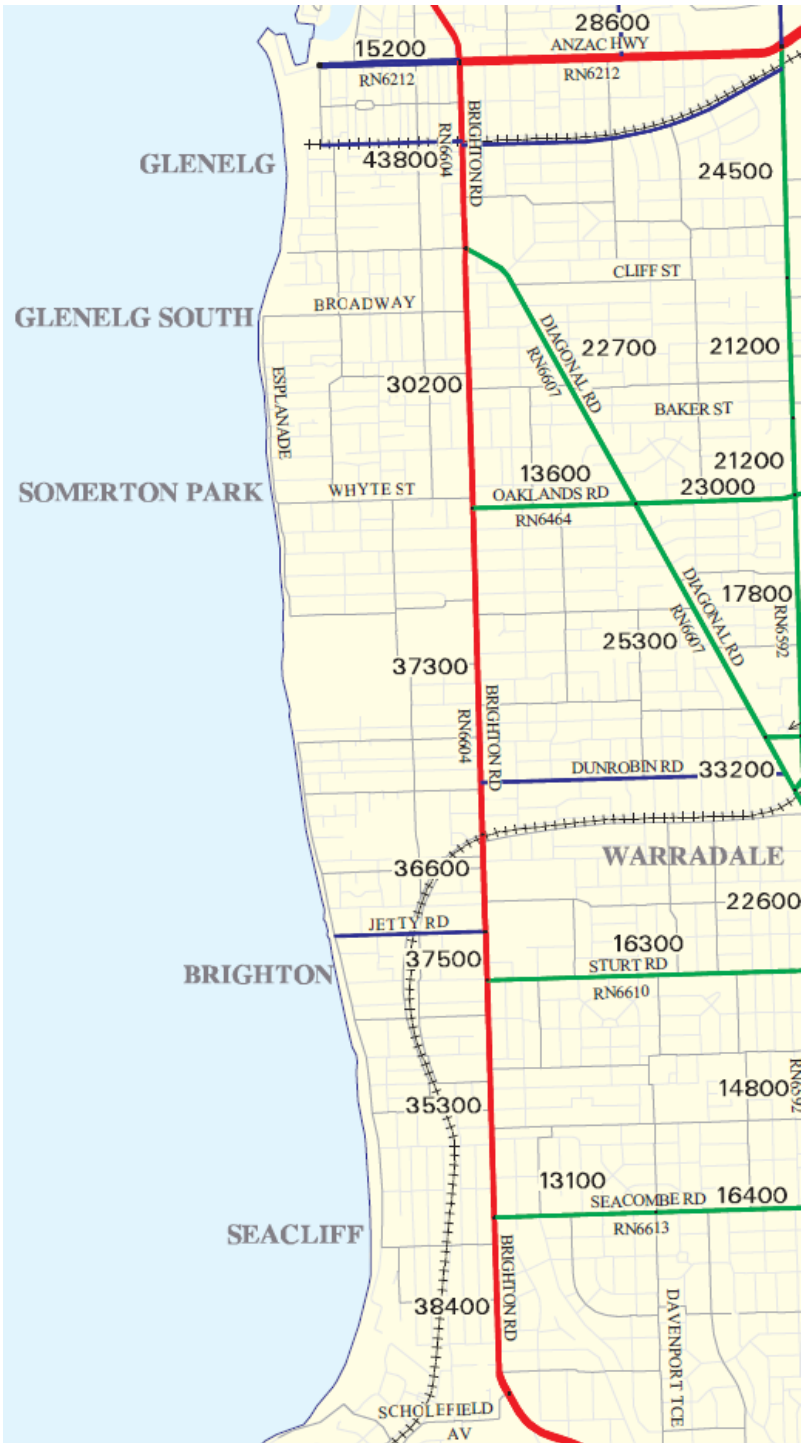 28600
ANZAC HWY
15200
RN6212
RN6212
BRIGHTON RD
RN6604
43800
GLENELG
24500
CLIFF ST
BROADWAY
GLENELG SOUTH
DIAGONAL RD
RN6607
22700
21200
ESPLANADE
30200
BAKER ST
13600
21200
SOMERTON PARK
WHYTE ST
OAKLANDS RD
23000
RN6464
DIAGONAL RD
RN6607
17800
RN6592
25300
37300
BRIGHTON RD
RN6604
DUNROBIN RD
33200
WARRADALE
36600
22600
JETTY RD
16300
37500
STURT RD
BRIGHTON
RN6610
14800
RN6592
35300
13100
SEACOMBE RD
16400
RN6613
SEACLIFF
BRIGHTON RD
38400
DAVENPORT TCE
SCHOLEFIELD
AV